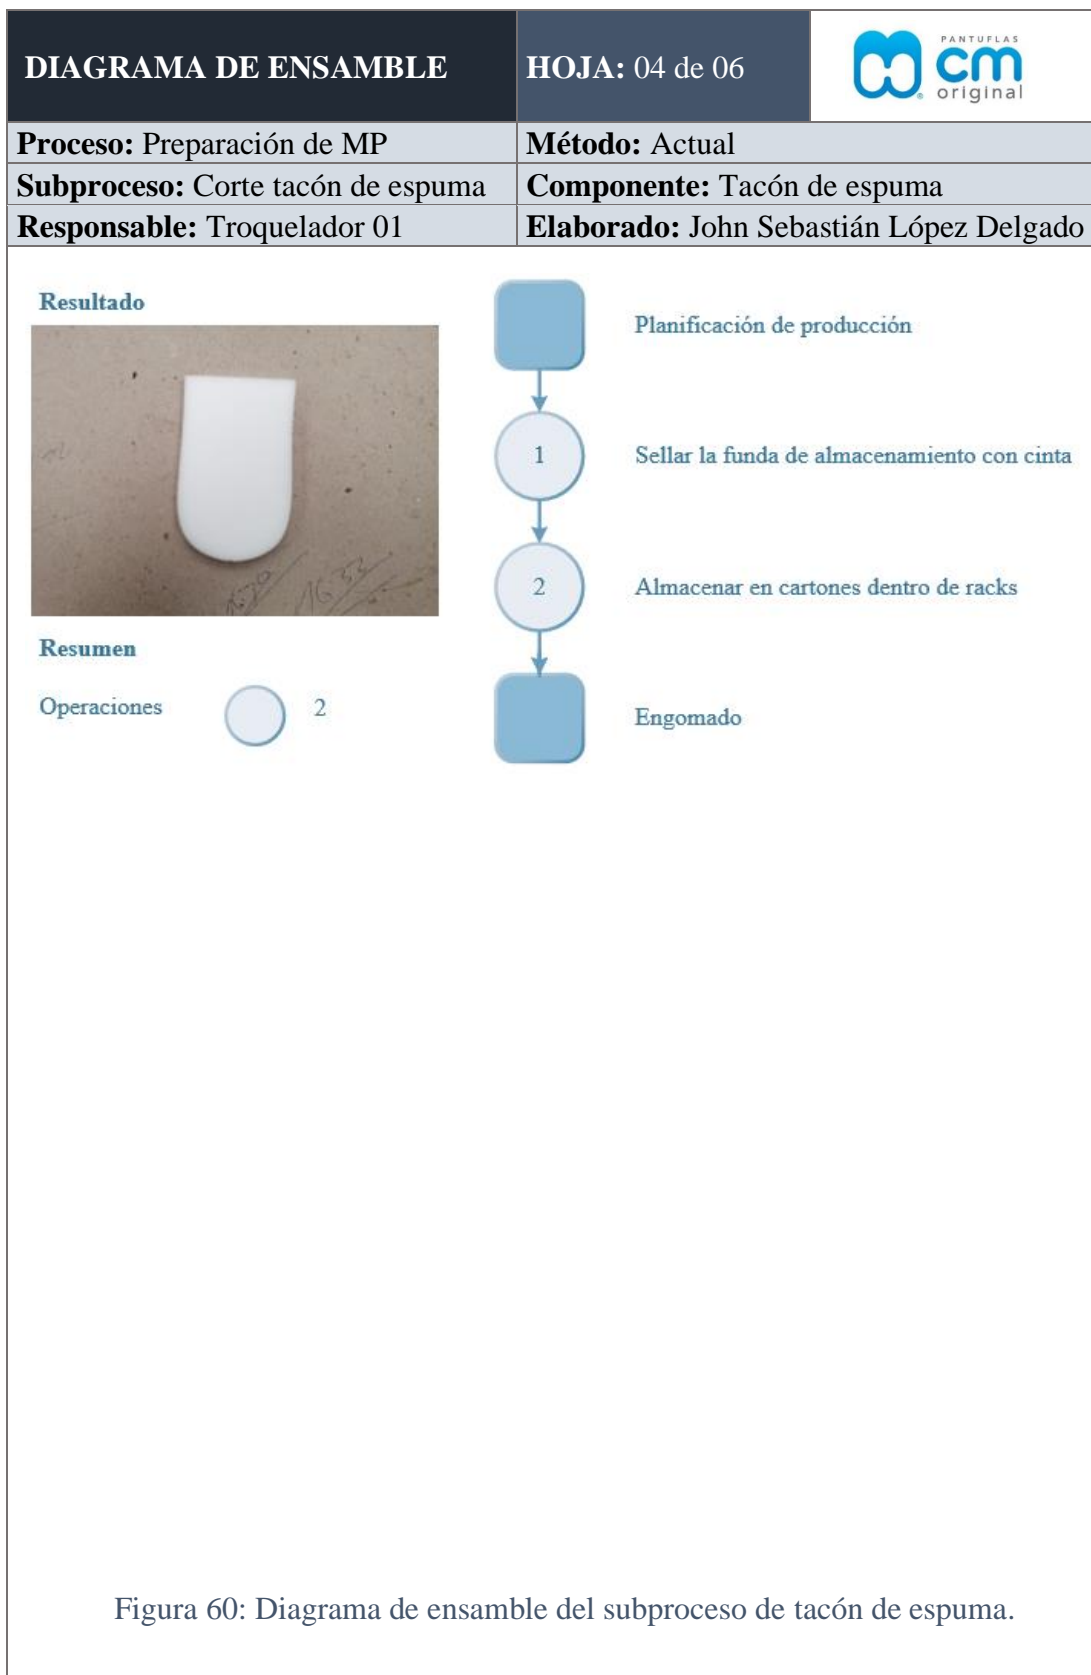 DIAGRAMA DE ENSAMBLE
HOJA: 04 de 06
PANTUFLAS
cm
original
Proceso: Preparación de MP
Método: Actual
Subproceso: Corte tacón de espuma
Componente: Tacón de espuma
Responsable: Troquelador 01
Elaborado: John Sebastián López Delgado
Resultado
Planificación de producción
1
Sellar la funda de almacenamiento con cinta
2
Almacenar en cartones dentro de racks
Resumen
Operaciones
2
Engomado
Figura 60: Diagrama de ensamble del subproceso de tacón de espuma.